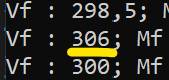 Vf : 298,5; M
Vf : 306; Mf
Vf : 300; Mf